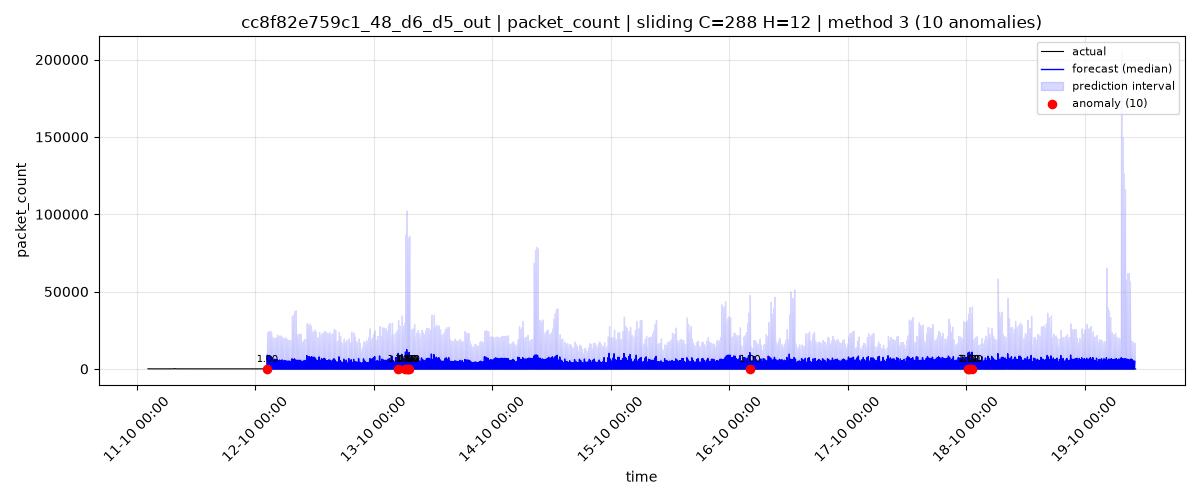 cc8f82e759c1_48_d6_d5_out | packet_count | sliding C=288 H=12 | method 3 (10 anomalies)
actual
forecast (median)
prediction interval
anomaly (10)
packet_count
200000
150000
100000
50000
0
1.00
11-10 00:00
12-10 00:00
13-10 00:00
14-10 00:00
15-10 00:00
16-10 00:00
17-10 00:00
18-10 00:00
19-10 00:00
time